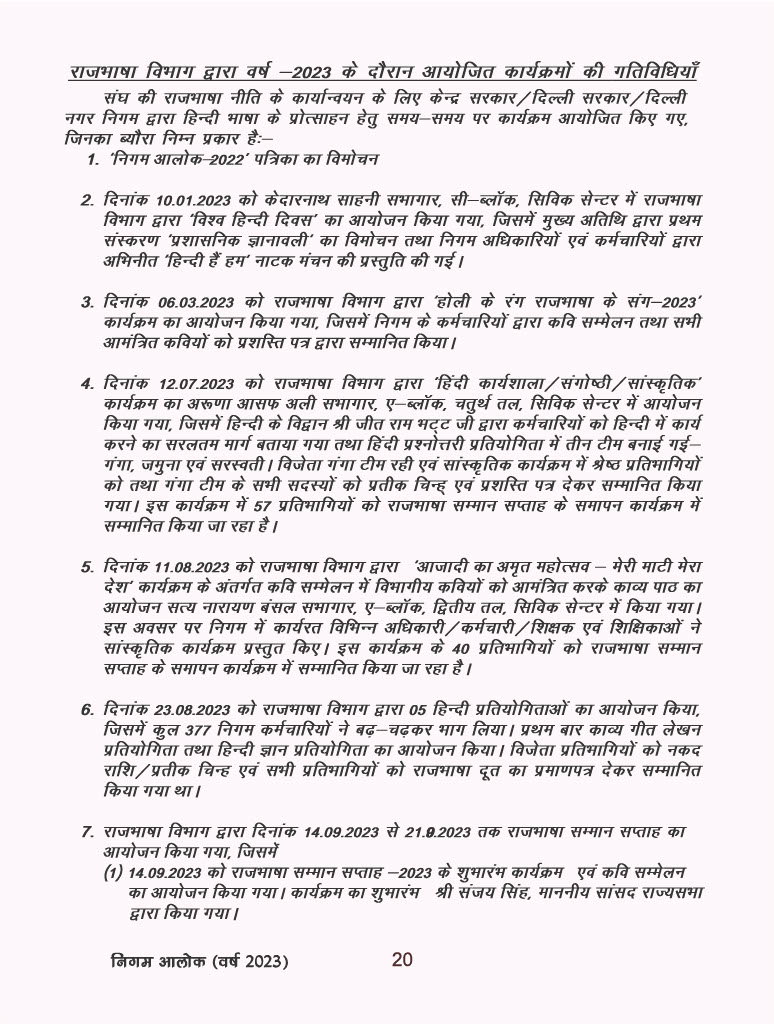 राजभाषा विभाग द्वारा वर्ष –2023 के दौरान आयोजित कार्यक्रमों की गतिविधियाँ
संघ की राजभाषा नीति के कार्यान्वयन के लिए केन्द्र सरकार/दिल्ली सरकार/दिल्ली
नगर निगम द्वारा हिन्दी भाषा के प्रोत्साहन हेतु समय–समय पर कार्यक्रम आयोजित किए गए,
जिनका ब्यौरा निम्न प्रकार हैः–
1. 'निगम आलोक–2022' पत्रिका का विमोचन
2. दिनांक 10.01.2023 को केदारनाथ साहनी सभागार, सी–ब्लॉक, सिविक सेन्टर में राजभाषा
विभाग द्वारा 'विश्व हिन्दी दिवस' का आयोजन किया गया, जिसमें मुख्य अतिथि द्वारा प्रथम
संस्करण 'प्रशासनिक ज्ञानावली' का विमोचन तथा निगम अधिकारियों एवं कर्मचारियों द्वारा
अभिनीत 'हिन्दी हैं हम' नाटक मंचन की प्रस्तुति की गई।
3. दिनांक 06.03.2023 को राजभाषा विभाग द्वारा 'होली के रंग राजभाषा के संग–2023'
कार्यक्रम का आयोजन किया गया, जिसमें निगम के कर्मचारियों द्वारा कवि सम्मेलन तथा सभी
आमंत्रित कवियों को प्रशस्ति पत्र द्वारा सम्मानित किया।
4. दिनांक 12.07.2023 को राजभाषा विभाग द्वारा 'हिंदी कार्यशाला/संगोष्ठी/सांस्कृतिक'
कार्यक्रम का अरूणा आसफ अली सभागार, ए–ब्लॉक, चतुर्थ तल, सिविक सेन्टर में आयोजन
किया गया, जिसमें हिन्दी के विद्वान श्री जीत राम भट्ट जी द्वारा कर्मचारियों को हिन्दी में कार्य
करने का सरलतम मार्ग बताया गया तथा हिंदी प्रश्नोत्तरी प्रतियोगिता में तीन टीम बनाई गई–
गंगा, जमुना एवं सरस्वती। विजेता गंगा टीम रही एवं सांस्कृतिक कार्यक्रम में श्रेष्ठ प्रतिभागियों
को तथा गंगा टीम के सभी सदस्यों को प्रतीक चिन्ह् एवं प्रशस्ति पत्र देकर सम्मानित किया
गया। इस कार्यक्रम में 57 प्रतिभागियों को राजभाषा सम्मान सप्ताह के समापन कार्यक्रम में
सम्मानित किया जा रहा है।
5. दिनांक 11.08.2023 को राजभाषा विभाग द्वारा 'आजादी का अमृत महोत्सव – मेरी माटी मेरा
देश' कार्यक्रम के अंतर्गत कवि सम्मेलन में विभागीय कवियों को आमंत्रित करके काव्य पाठ का
आयोजन सत्य नारायण बंसल सभागार, ए–ब्लॉक, द्वितीय तल, सिविक सेन्टर में किया गया।
इस अवसर पर निगम में कार्यरत विभिन्न अधिकारी/कर्मचारी/शिक्षक एवं शिक्षिकाओं ने
सांस्कृतिक कार्यक्रम प्रस्तुत किए। इस कार्यक्रम के 40 प्रतिभागियों को राजभाषा सम्मान
सप्ताह के समापन कार्यक्रम में सम्मानित किया जा रहा है।
6. दिनांक 23.08.2023 को राजभाषा विभाग द्वारा 05 हिन्दी प्रतियोगिताओं का आयोजन किया,
जिसमें कुल 377 निगम कर्मचारियों ने बढ़–चढ़कर भाग लिया। प्रथम बार काव्य गीत लेखन
प्रतियोगिता तथा हिन्दी ज्ञान प्रतियोगिता का आयोजन किया। विजेता प्रतिभागियों को नकद
राशि/प्रतीक चिन्ह एवं सभी प्रतिभागियों को राजभाषा दूत का प्रमाणपत्र देकर सम्मानित
किया गया था।
7. राजभाषा विभाग द्वारा दिनांक 14.09.2023 से 21.9.2023 तक राजभाषा सम्मान सप्ताह का
आयोजन किया गया, जिसमें
(1) 14.09.2023 को राजभाषा सम्मान सप्ताह –2023 के शुभारंभ कार्यक्रम एवं कवि सम्मेलन
का आयोजन किया गया। कार्यक्रम का शुभारंभ श्री संजय सिंह, माननीय सांसद राज्यसभा
द्वारा किया गया।
निगम आलोक (वर्ष 2023) 20